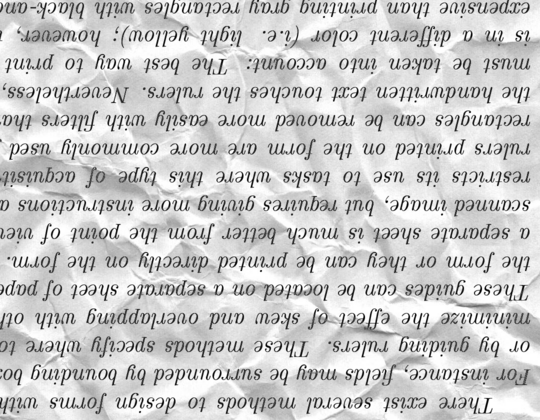 There exist several methods to design forms with
For instance, fields may be surrounded by bounding
or by guiding rulers. These methods specify where to
minimize the effect of skew and overlapping with oth
These guides can be located on a separate sheet of pape
the form or they can be printed directly on the form.
a separate sheet is much better from the point of view
scanned image, but requires giving more instructions a
restricts its use to tasks where this type of acquisiti
rulers printed on the form are more commonly used
rectangles can be removed more easily with filters tha
the handwritten text touches the rulers. Nevertheless,
must be taken into account: The best way to print
is in a different color (i.e. light yellow); however,
expensive than printing gray rectangles with black-and